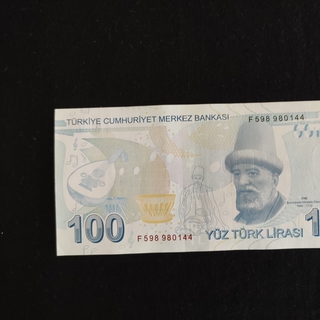 TÜRKİYE CUMHURİYET MERKEZ BANKASI
F598 980144
100
F598 980144
YÜZ TÜRK LİRASI